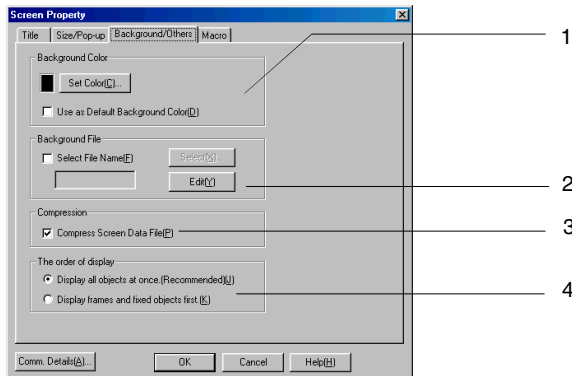 Screen Property
Title Size/Pop-up Background/Others Macro
Background Color
1
Set Color(C)...
Use as Default Background Color(D)
Background File
Select File Name(F) Select(X)...
Edit(Y)
2
Compression
Compress Screen Data File(P)
3
The order of display
Display all objects at once.(Recommended)(J)
Display frames and fixed objects first.(K)
4
Comm. Details(A)... OK Cancel Help(H)